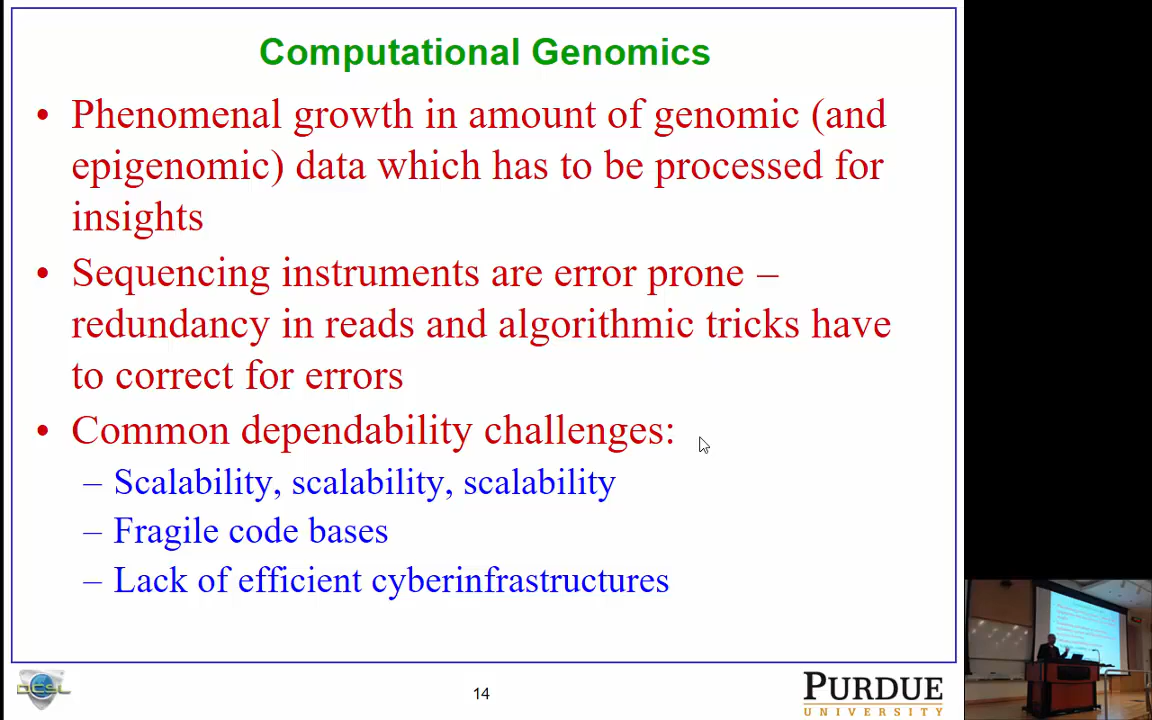 Computational Genomics
• Phenomenal growth in amount of genomic (and
epigenomic) data which has to be processed for
insights
• Sequencing instruments are error prone –
redundancy in reads and algorithmic tricks have
to correct for errors
• Common dependability challenges:
– Scalability, scalability, scalability
– Fragile code bases
– Lack of efficient cyberinfrastructures
DCSL
14
PURDUE
UNIVERSITY